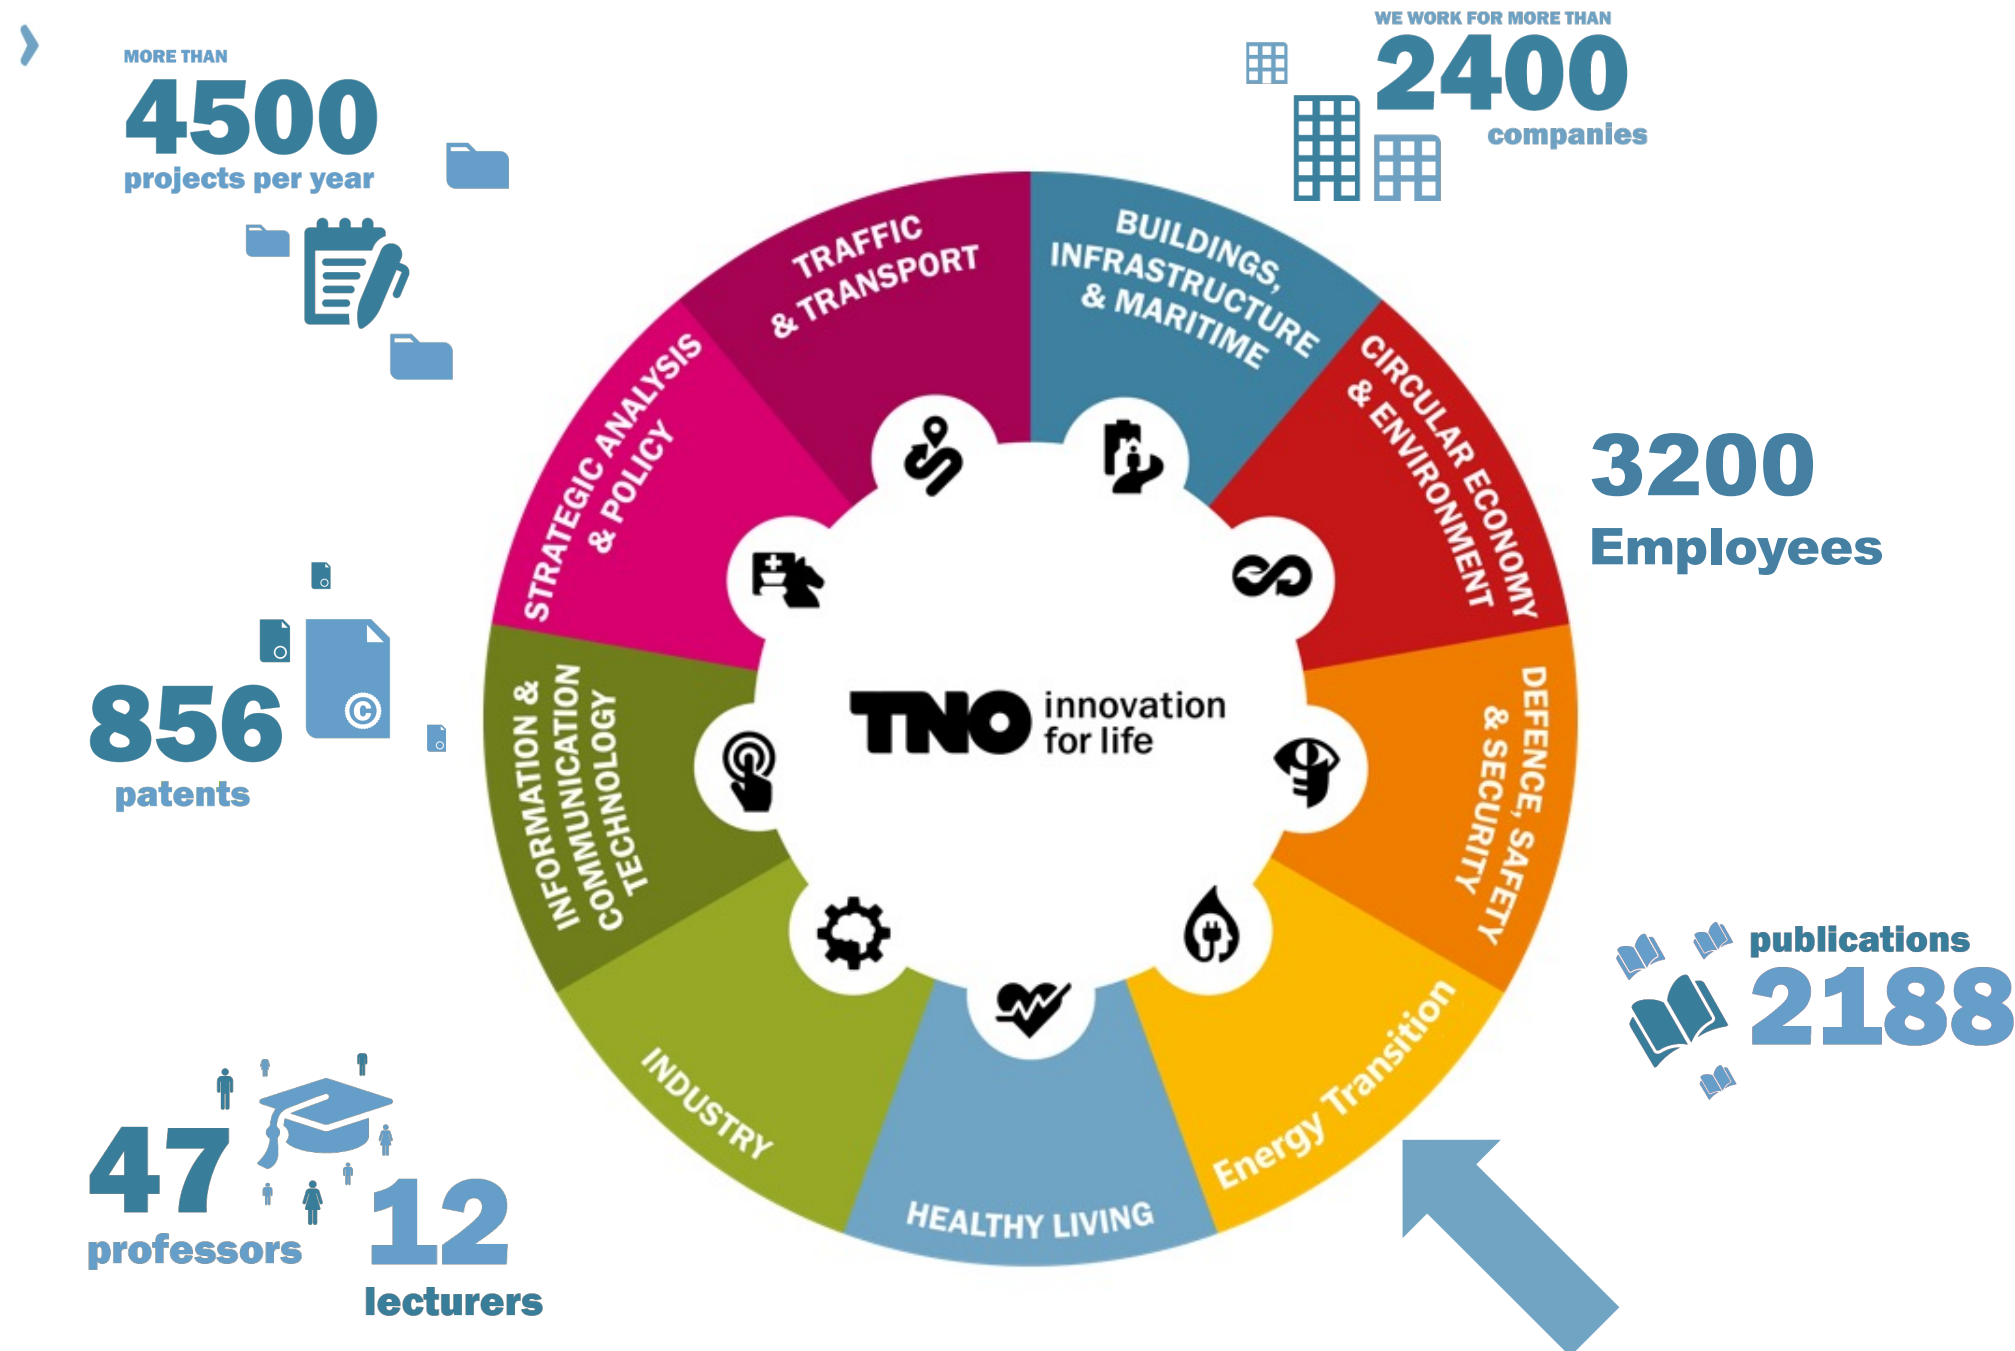 MORE THAN
4500
projects per year
WE WORK FOR MORE THAN
2400
companies
TRAFFIC
& TRANSPORT
BUILDINGS,
INFRASTRUCTURE
& MARITIME
CIRCULAR ECONOMY
& ENVIRONMENT
3200
Employees
STRATEGIC ANALYSIS
& POLICY
DEFENCE, SAFETY
& SECURITY
TNO innovation
for life
INFORMATION &
COMMUNICATION
TECHNOLOGY
©
856
patents
publications
2188
Energy Transition
INDUSTRY
HEALTHY LIVING
47
professors
12
lecturers